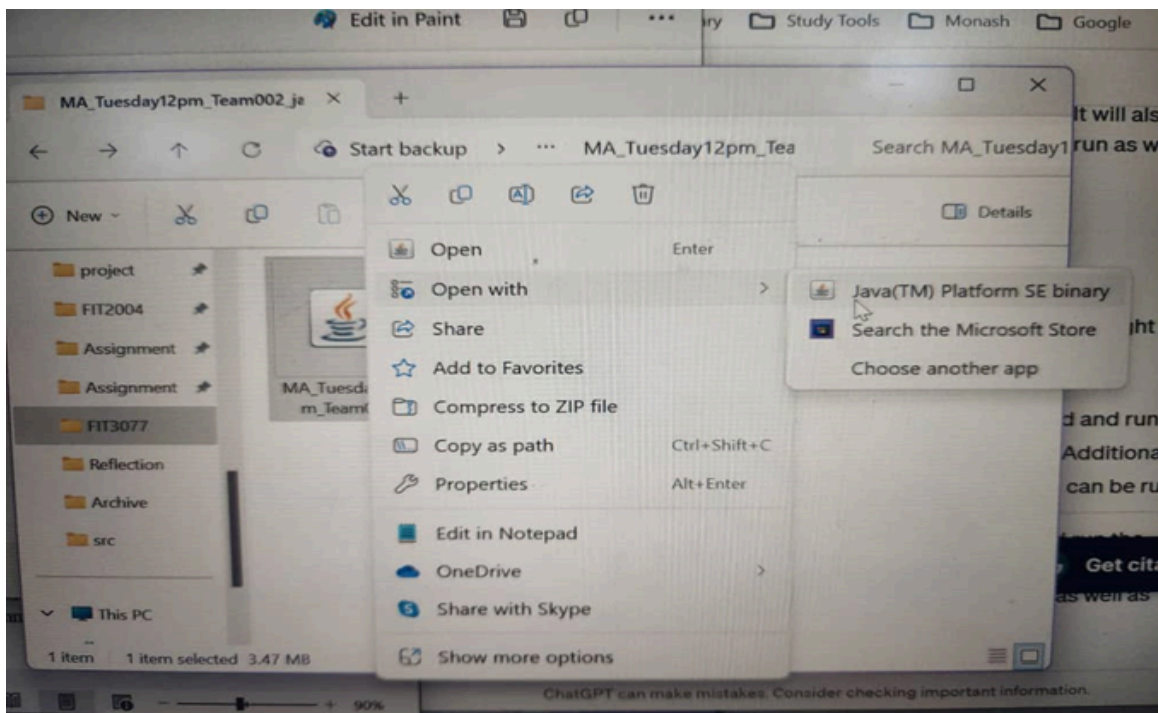 Edit in Paint
ry Study Tools Monash Google
MA_Tuesday12pm_Team002_ja
It will als
Start backup > ... MA_Tuesday12pm_Tea Search MA_Tuesday1
run as w
New
Details
Open Enter
Open with
Share
Add to Favorites
Compress to ZIP file
Copy as path Ctrl+Shift+C
Properties Alt+Enter
Edit in Notepad
OneDrive
Share with Skype
Show more options
Java(TM) Platform SE binary
Search the Microsoft Store
Choose another app
project
FIT2004
Assignment
Assignment
FIT3077
Reflection
Archive
src
This PC
MA_Tuesda
m_Team0
ght
d and run
Additiona
can be ru
Get cita
as well as
1 item 1 item selected 3.47 MB
ChatGPT can make mistakes. Consider checking important information.
90%